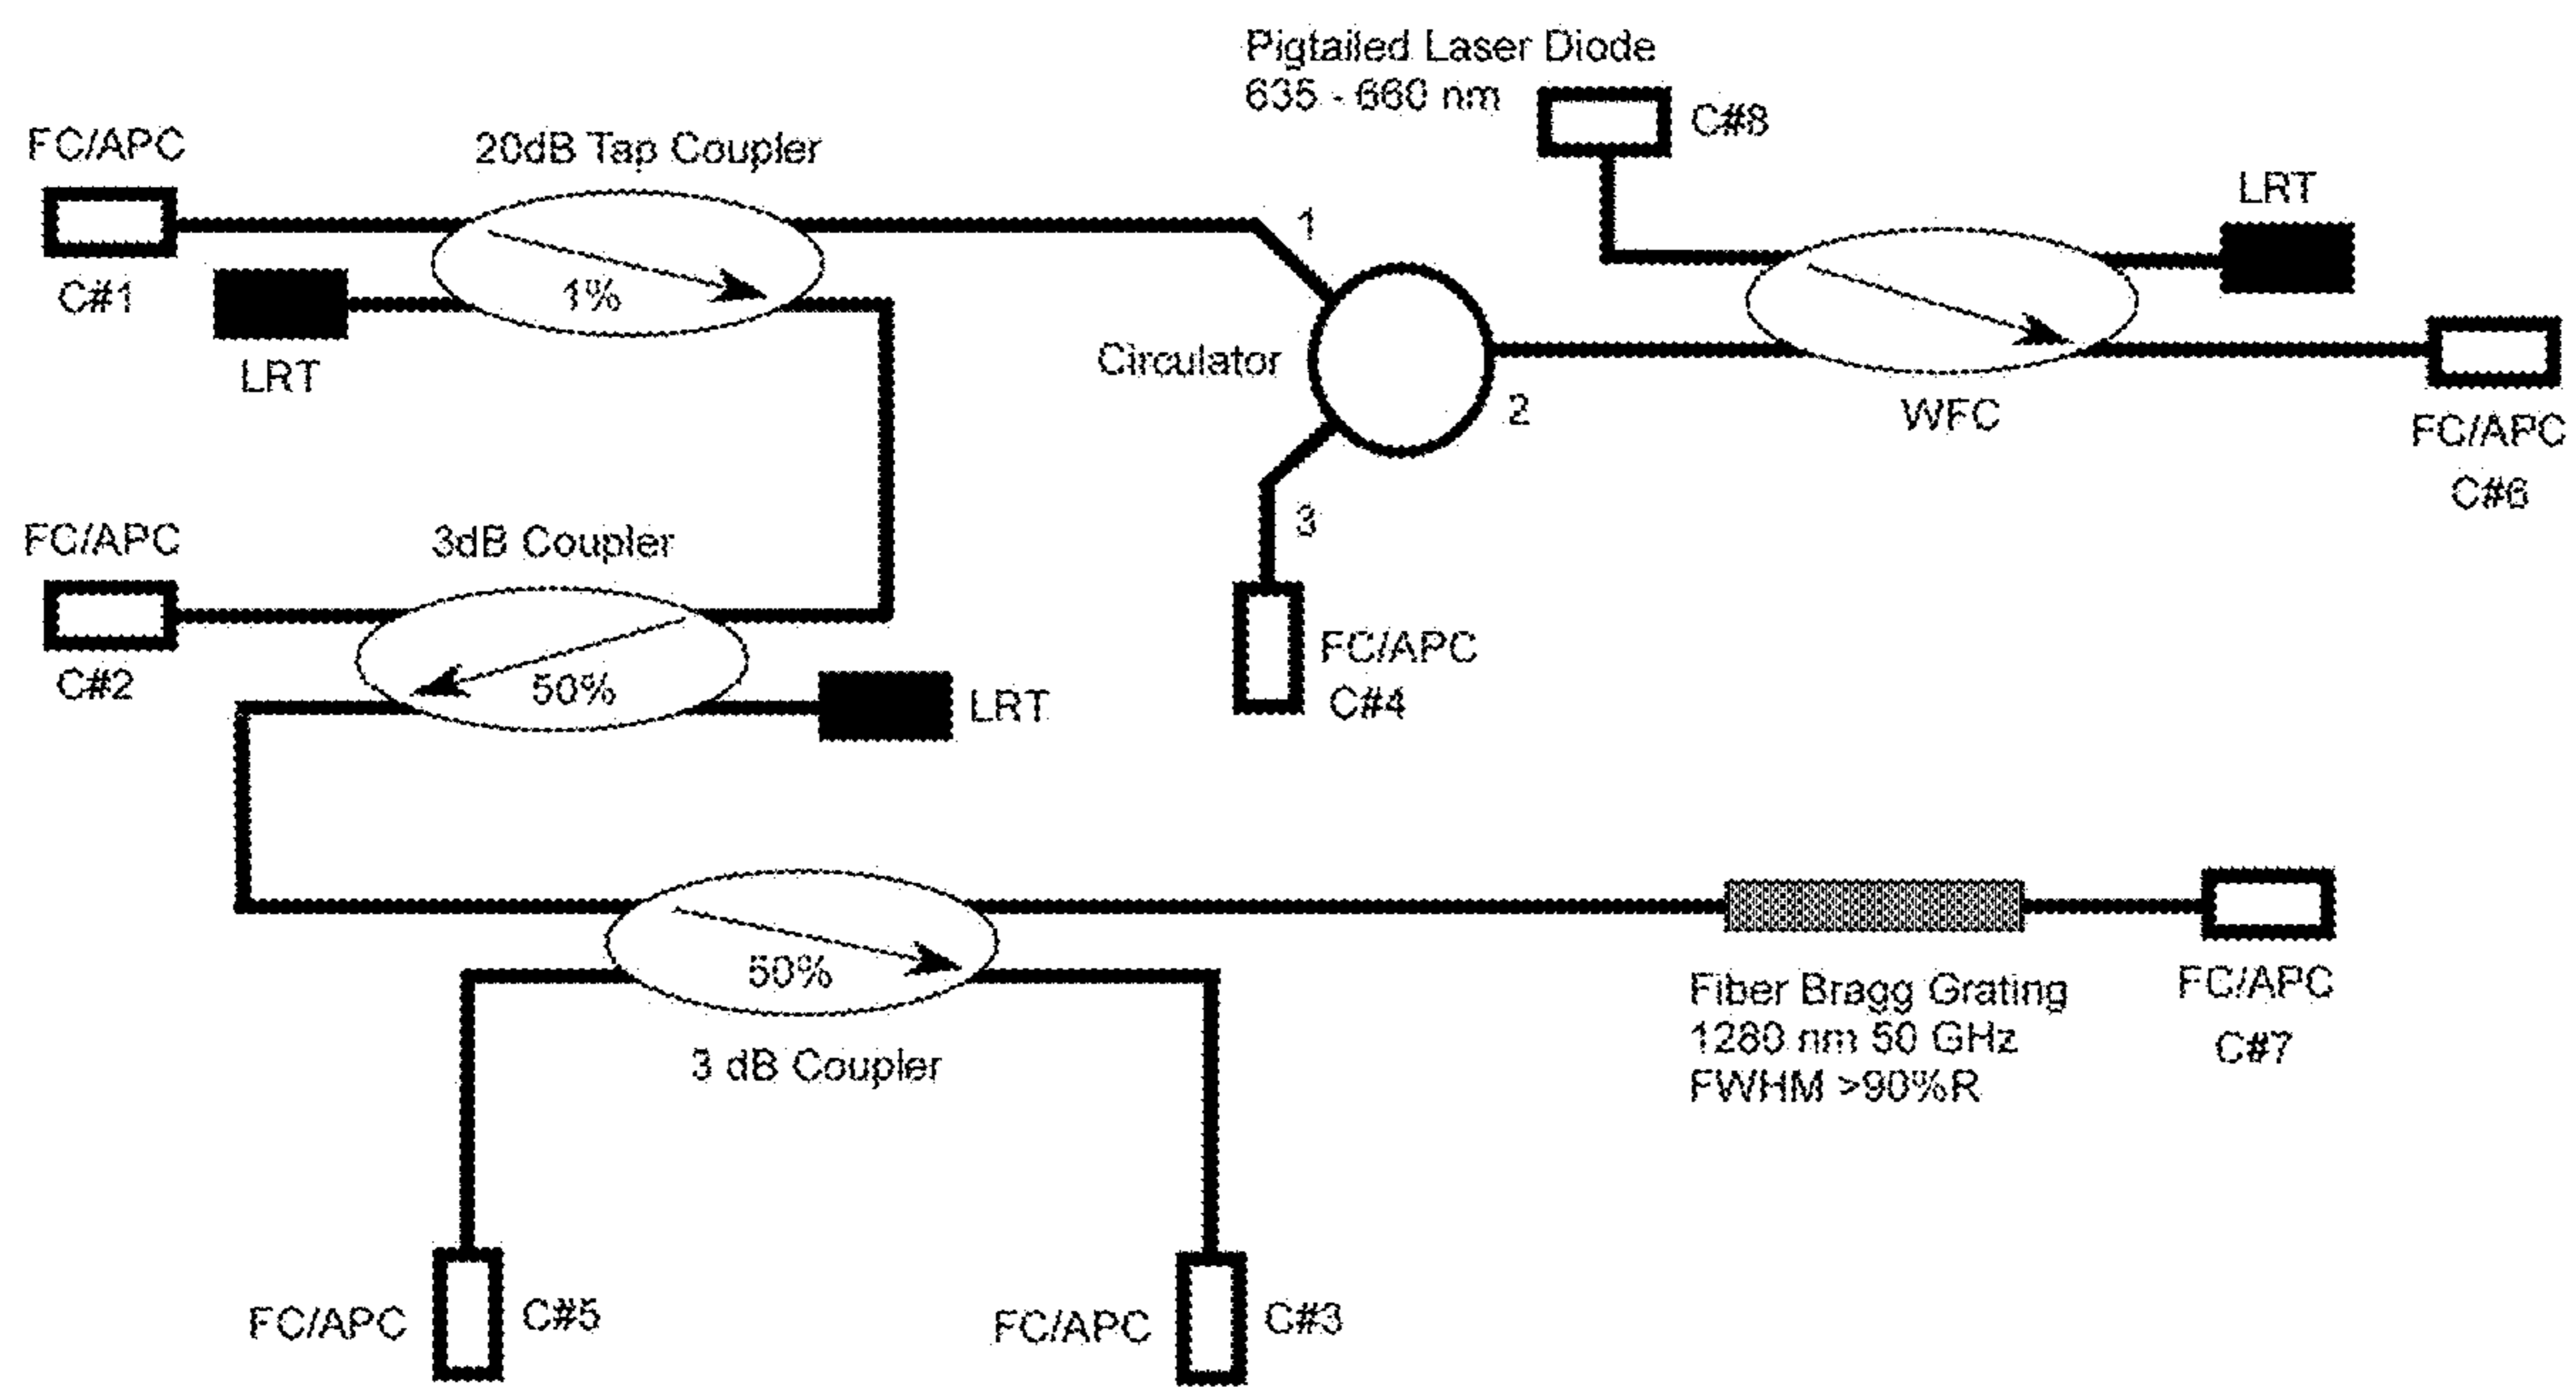 Pigtailed Laser Diode
635 - 660 nm
C#8
FC/APC
20dB Tap Coupler
LRT
1
C#1
1%
LRT
Circulator
2
WFC
FC/APC
C#6
FC/APC
3dB Coupler
3
C#2
50%
LRT
FC/APC
C#4
50%
3 dB Coupler
Fiber Bragg Grating
1280 nm 50 GHz
FWHM >90%R
FC/APC
C#7
FC/APC
C#5
FC/APC
C#3